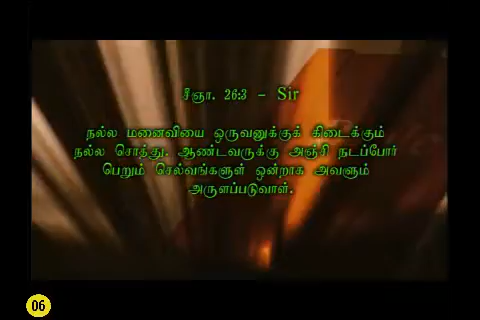 சீஞா. 26:3 - Sir
நல்ல மனைவியை ஒருவனுக்குக் கிடைக்கும்
நல்ல சொத்து. ஆண்டவருக்கு அஞ்சி நடப்போர்
பெறும் செல்வங்களுள் ஒன்றாக அவளும்
அருளப்படுவாள்.
06